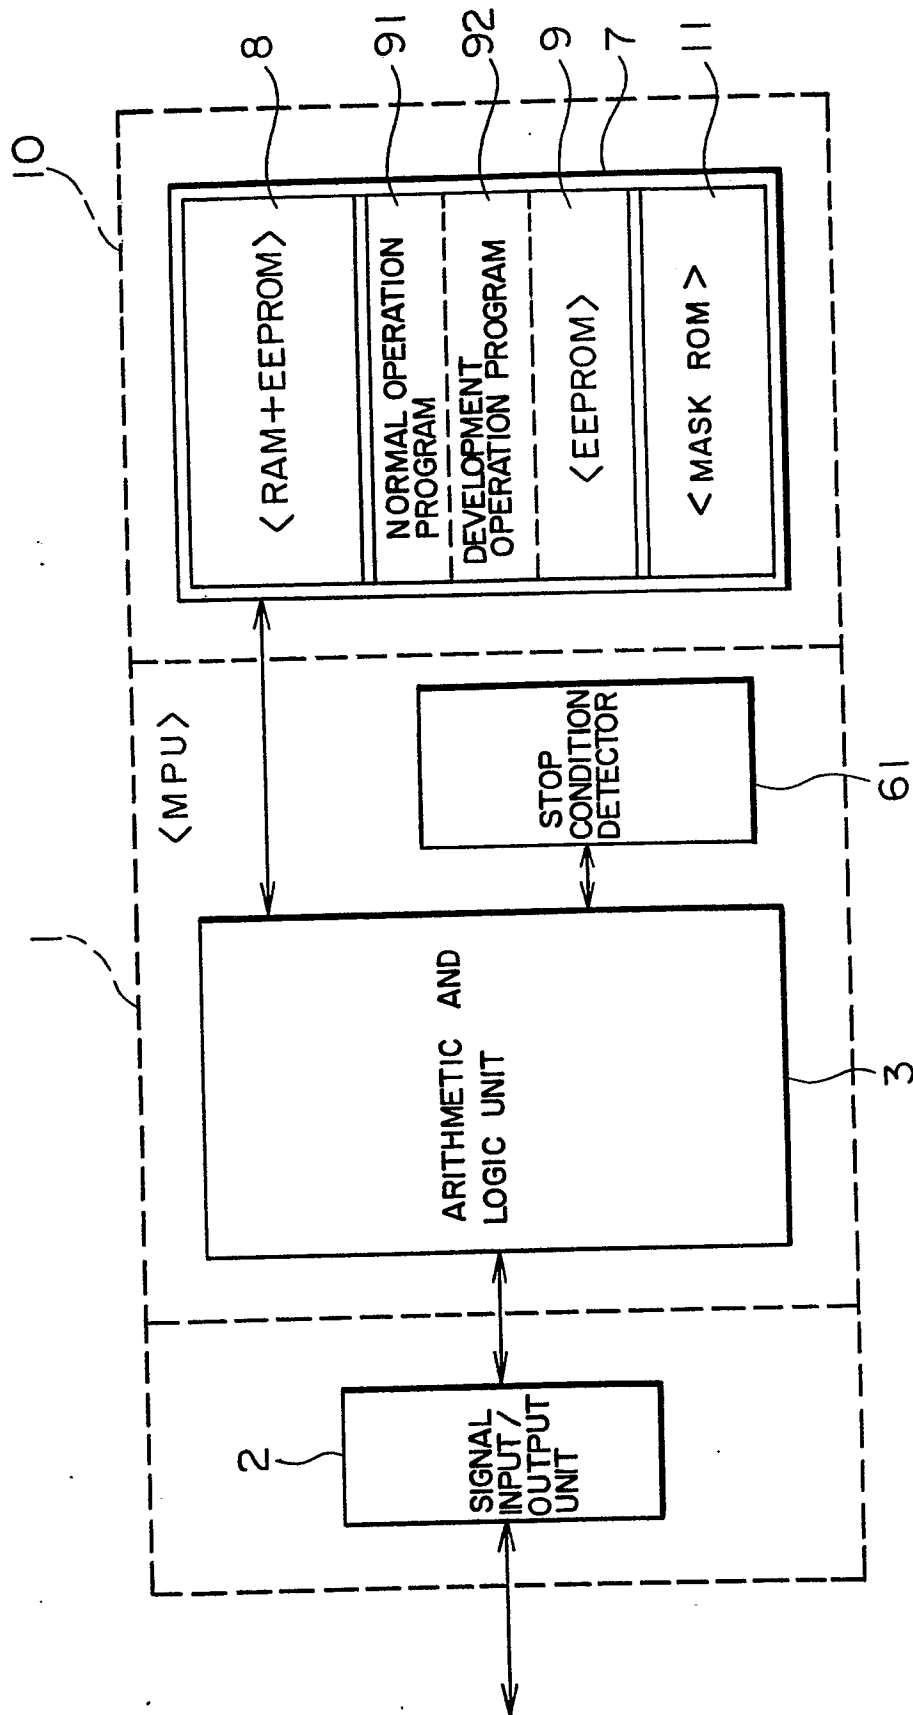 10
8
91
92
9
7
11
<RAM+EEPROM>
NORMAL OPERATION
PROGRAM
DEVELOPMENT
OPERATION PROGRAM
<EEPROM>
<MASK ROM>
1
<MPU>
STOP
CONDITION
DETECTOR
61
ARITHMETIC AND
LOGIC UNIT
3
2
SIGNAL
INPUT/
OUTPUT
UNIT